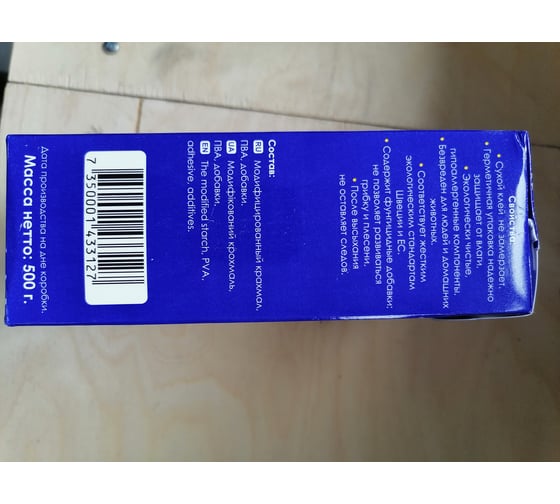 Свойства:
• Сухой клей не замерзает.
• Герметичная упаковка надежно
защищает от влаги.
• Экологически чистые,
гипоаллергенные компоненты.
• Безвреден для людей и домашних
животных.
• Соответствует жестким
экологическим стандартам
Швеции и ЕС.
• Содержит фунгицидные добавки,
не позволяет развиваться
грибку и плесени.
• После высыхания
не оставляет следов.
Состав:
RU Модифицированный крахмал,
ПВА, добавки.
UA Модифікований крохмаль,
ПВА, добавки.
EN The modified starch, PVA,
adhesive, additives.
7 350001 433127
Дата производства на дне коробки.
Масса нетто: 500 г.